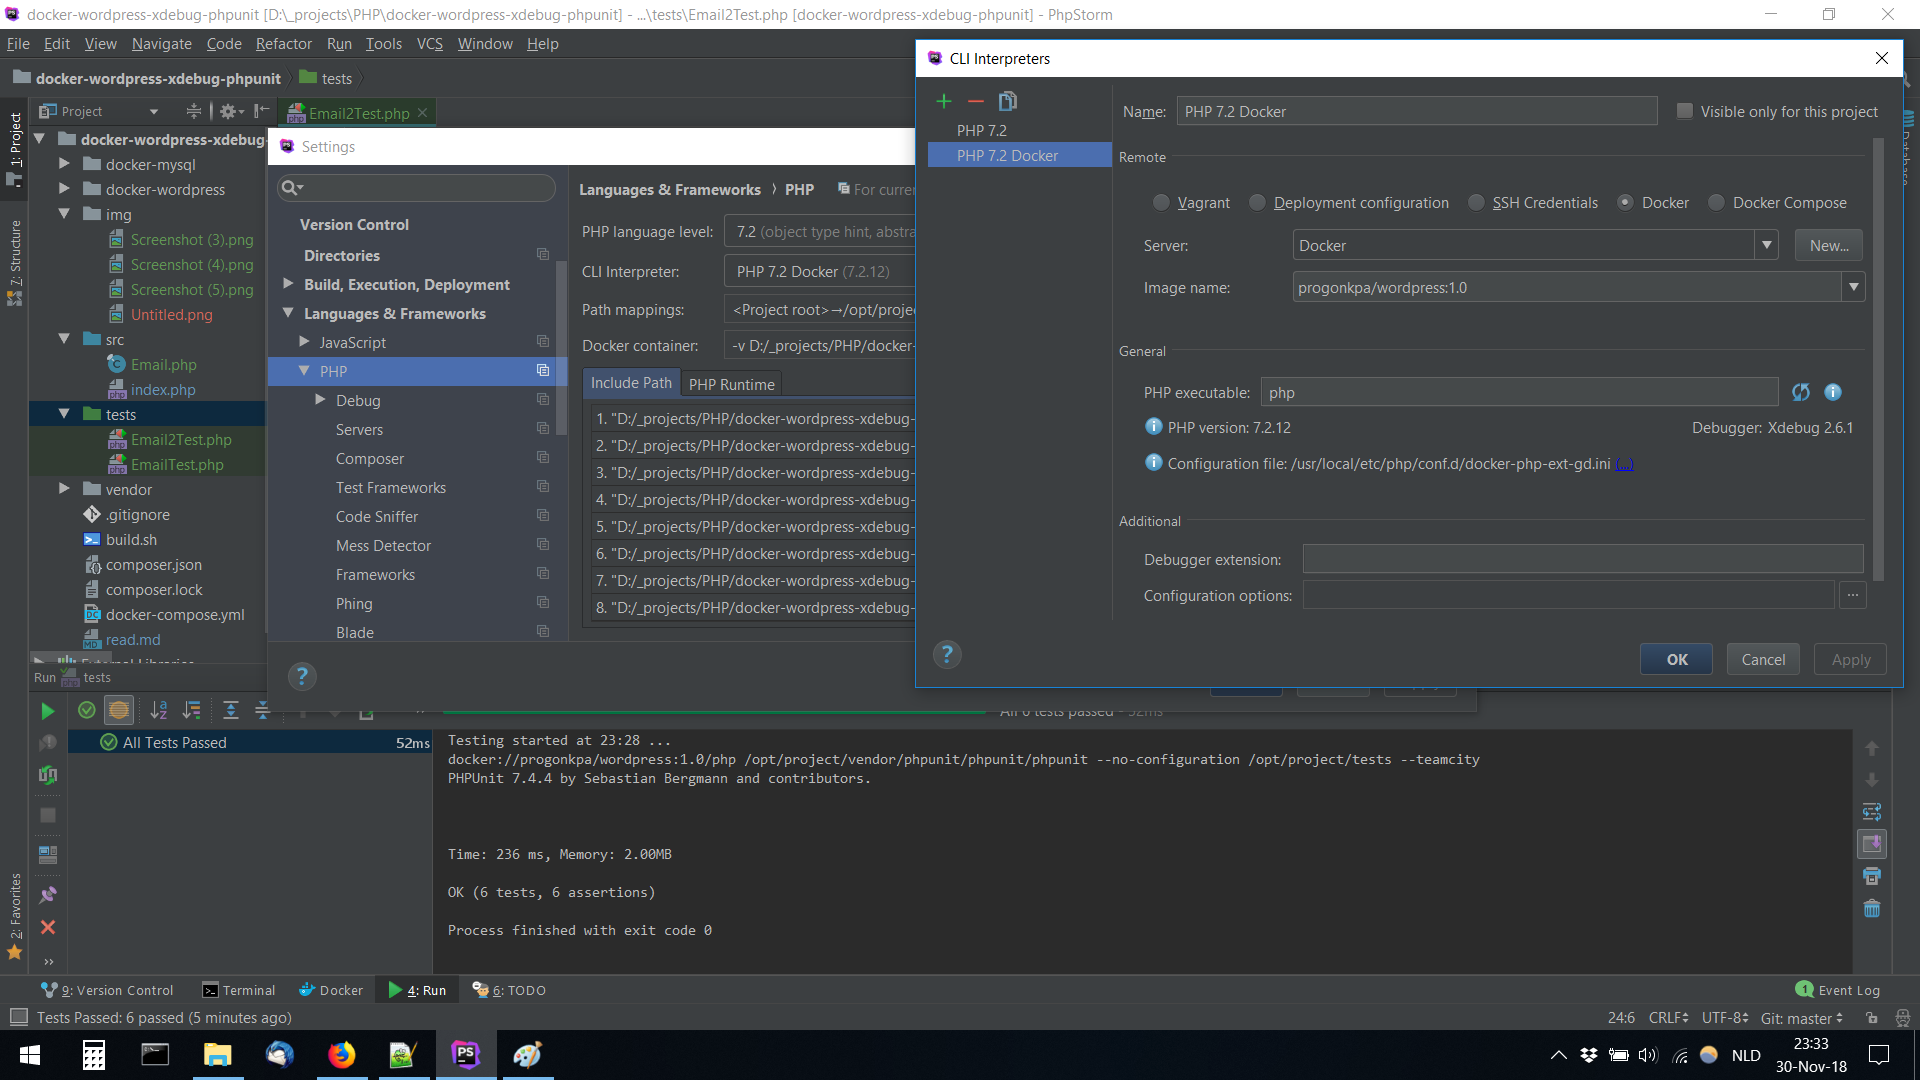 docker-wordpress-xdebug-phpunit [D:\_projects\PHP\docker-wordpress-xdebug-phpunit] - ...\tests\Email2Test.php [docker-wordpress-xdebug-phpunit] - PhpStorm
File Edit View Navigate Code Refactor Run Tools VCS Window Help
docker-wordpress-xdebug-phpunit tests
Project
Email2Test.php
1: Project
7: Structure
2: Favorites
docker-wordpress-xdebug-
docker-mysql
docker-wordpress
img
Screenshot (3).png
Screenshot (4).png
Screenshot (5).png
Untitled.png
src
Email.php
index.php
tests
Email2Test.php
EmailTest.php
vendor
.gitignore
build.sh
composer.json
composer.lock
docker-compose.yml
read.md
External Libraries
Settings
Version Control
Directories
Build, Execution, Deployment
Languages & Frameworks
JavaScript
PHP
Debug
Servers
Composer
Test Frameworks
Code Sniffer
Mess Detector
Frameworks
Phing
Blade
Languages & Frameworks › PHP For curren
PHP language level: 7.2 (object type hint, abstra
CLI Interpreter: PHP 7.2 Docker (7.2.12)
Path mappings: <Project root>→/opt/projec
Docker container: -v D:/_projects/PHP/docker-
Include Path PHP Runtime
1. "D:/_projects/PHP/docker-wordpress-xdebug-
2. "D:/_projects/PHP/docker-wordpress-xdebug-
3. "D:/_projects/PHP/docker-wordpress-xdebug-
4. "D:/_projects/PHP/docker-wordpress-xdebug-
5. "D:/_projects/PHP/docker-wordpress-xdebug-
6. "D:/_projects/PHP/docker-wordpress-xdebug-
7. "D:/_projects/PHP/docker-wordpress-xdebug-
8. "D:/_projects/PHP/docker-wordpress-xdebug-
?
CLI Interpreters
PHP 7.2
PHP 7.2 Docker
Name: PHP 7.2 Docker Visible only for this project
Remote
Vagrant Deployment configuration SSH Credentials Docker Docker Compose
Server: Docker New...
Image name: progonkpa/wordpress:1.0
General
PHP executable: php
PHP version: 7.2.12 Debugger: Xdebug 2.6.1
Configuration file: /usr/local/etc/php/conf.d/docker-php-ext-gd.ini (...)
Additional
Debugger extension:
Configuration options: ...
? OK Cancel Apply
Database
Run tests
All 6 tests passed - 52ms
All Tests Passed 52ms
Testing started at 23:28 ...
docker://progonkpa/wordpress:1.0/php /opt/project/vendor/phpunit/phpunit/phpunit --no-configuration /opt/project/tests --teamcity
PHPUnit 7.4.4 by Sebastian Bergmann and contributors.
Time: 236 ms, Memory: 2.00MB
OK (6 tests, 6 assertions)
Process finished with exit code 0
9: Version Control Terminal Docker 4: Run 6: TODO 1 Event Log
Tests Passed: 6 passed (5 minutes ago) 24:6 CRLF UTF-8 Git: master
NLD
23:33
30-Nov-18